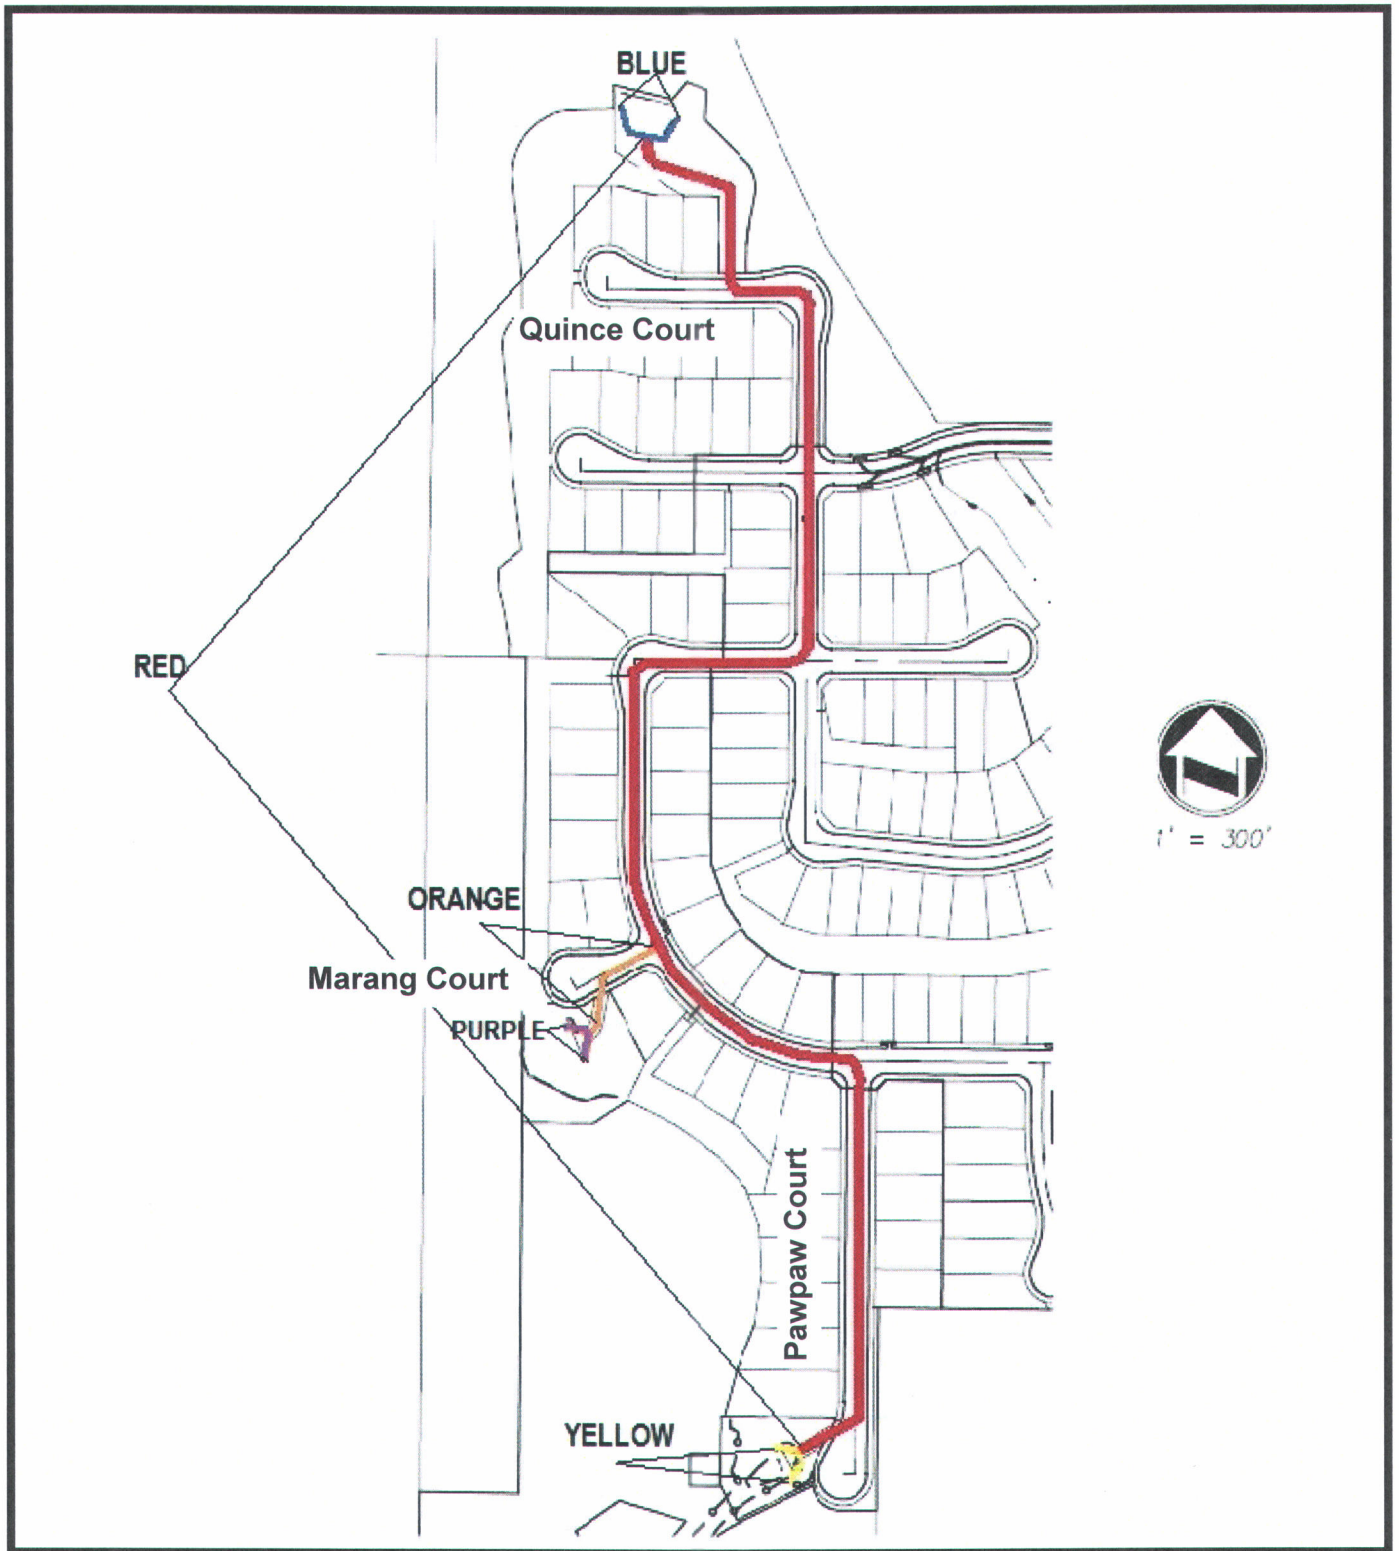 BLUE
Quince Court
RED
1' = 300'
ORANGE
Marang Court
PURPLE
Pawpaw Court
YELLOW